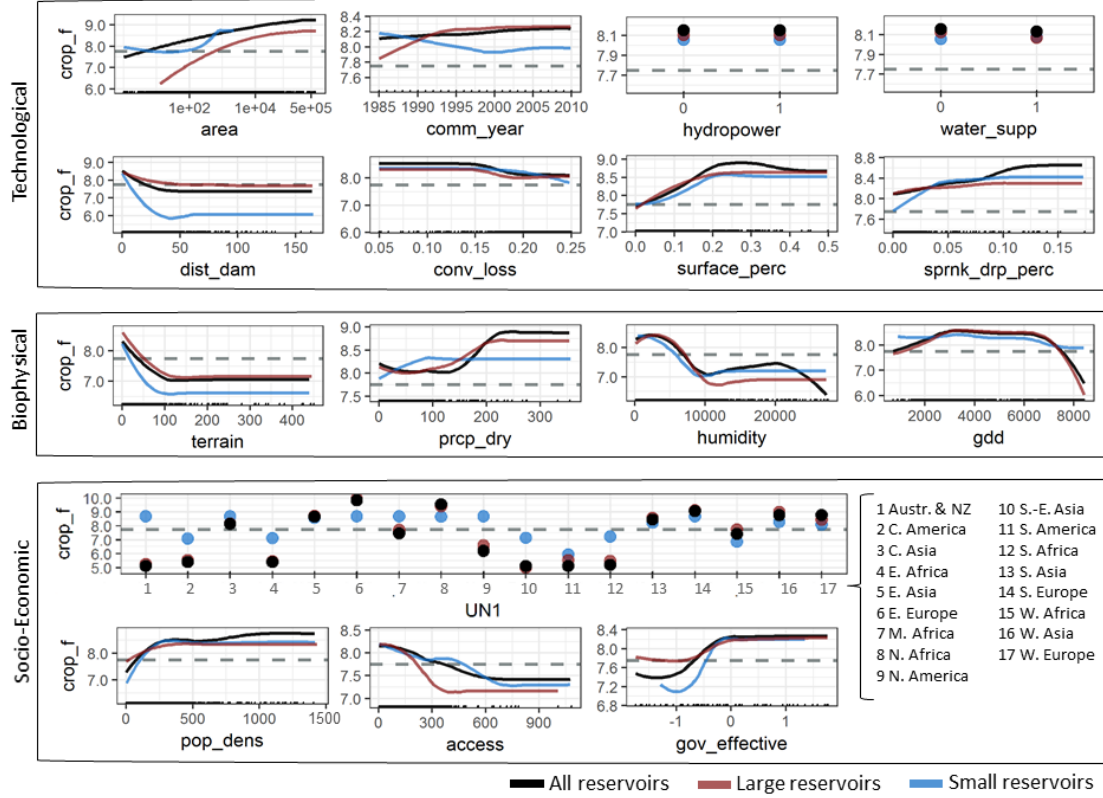 Technological
crop_f
9.0
8.0
7.0
6.0
1e+02 1e+04 5e+05
area
8.4
8.2
8.0
7.8
7.6
1985 1990 1995 2000 2005 2010
comm_year
8.1
7.9
7.7
0 1
hydropower
8.1
7.9
7.7
0 1
water_supp
crop_f
9.0
8.0
7.0
6.0
0 50 100 150
dist_dam
8.0
7.0
6.0
0.05 0.10 0.15 0.20 0.25
conv_loss
9.0
8.5
8.0
7.5
7.0
0.0 0.1 0.2 0.3 0.4 0.5
surface_perc
8.8
8.4
8.0
7.6
0.00 0.05 0.10 0.15
sprnk_drp_perc
Biophysical
crop_f
8.0
7.0
0 100 200 300 400
terrain
9.0
8.5
8.0
7.5
0 100 200 300
prcp_dry
8.0
7.0
0 10000 20000
humidity
9.0
8.0
7.0
6.0
2000 4000 6000 8000
gdd
Socio-Economic
crop_f
10.0
9.0
8.0
7.0
6.0
5.0
1 2 3 4 5 6 7 8 9 10 11 12 13 14 15 16 17
UN1
1 Austr. & NZ
2 C. America
3 C. Asia
4 E. Africa
5 E. Asia
6 E. Europe
7 M. Africa
8 N. Africa
9 N. America
10 S.-E. Asia
11 S. America
12 S. Africa
13 S. Asia
14 S. Europe
15 W. Africa
16 W. Asia
17 W. Europe
crop_f
8.0
7.0
0 500 1000 1500
pop_dens
8.5
8.0
7.5
7.0
0 300 600 900
access
8.4
8.0
7.6
7.2
6.8
-1 0 1
gov_effective
All reservoirs Large reservoirs Small reservoirs